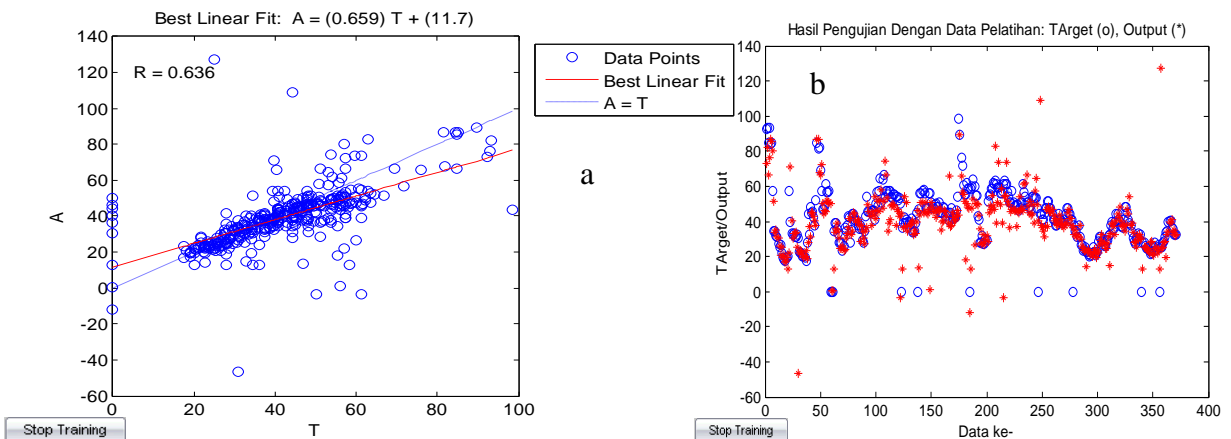 Best Linear Fit: A = (0.659) T + (11.7)
140
120
100
80
60
40
20
0
-20
-40
-60
A
R = 0.636
0
20
40
60
80
100
T
Stop Training
Data Points
Best Linear Fit
A = T
a
Hasil Pengujian Dengan Data Pelatihan: TArget (o), Output (*)
140
120
100
80
60
40
20
0
-20
-40
-60
TArget/Output
b
0
50
100
150
200
250
300
350
400
Data ke-
Stop Training